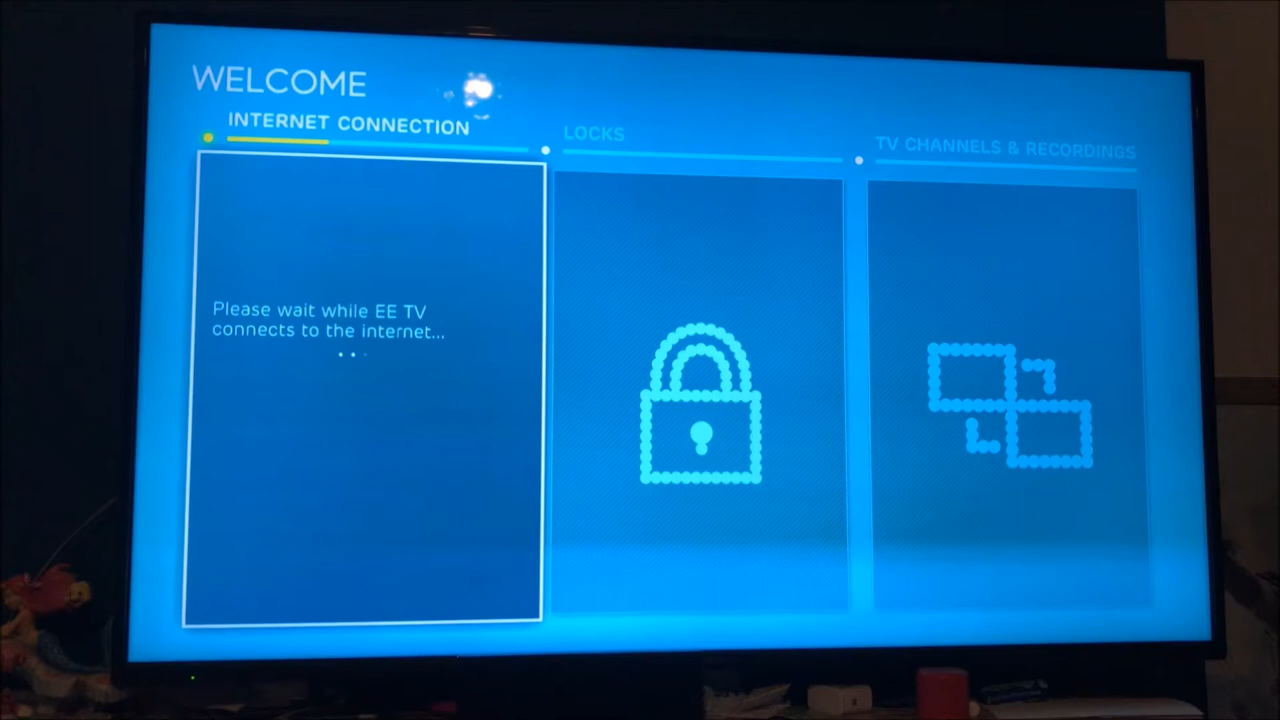 WELCOME
INTERNET CONNECTION
LOCKS
TV CHANNELS & RECORDINGS
Please wait while EE TV
connects to the internet...